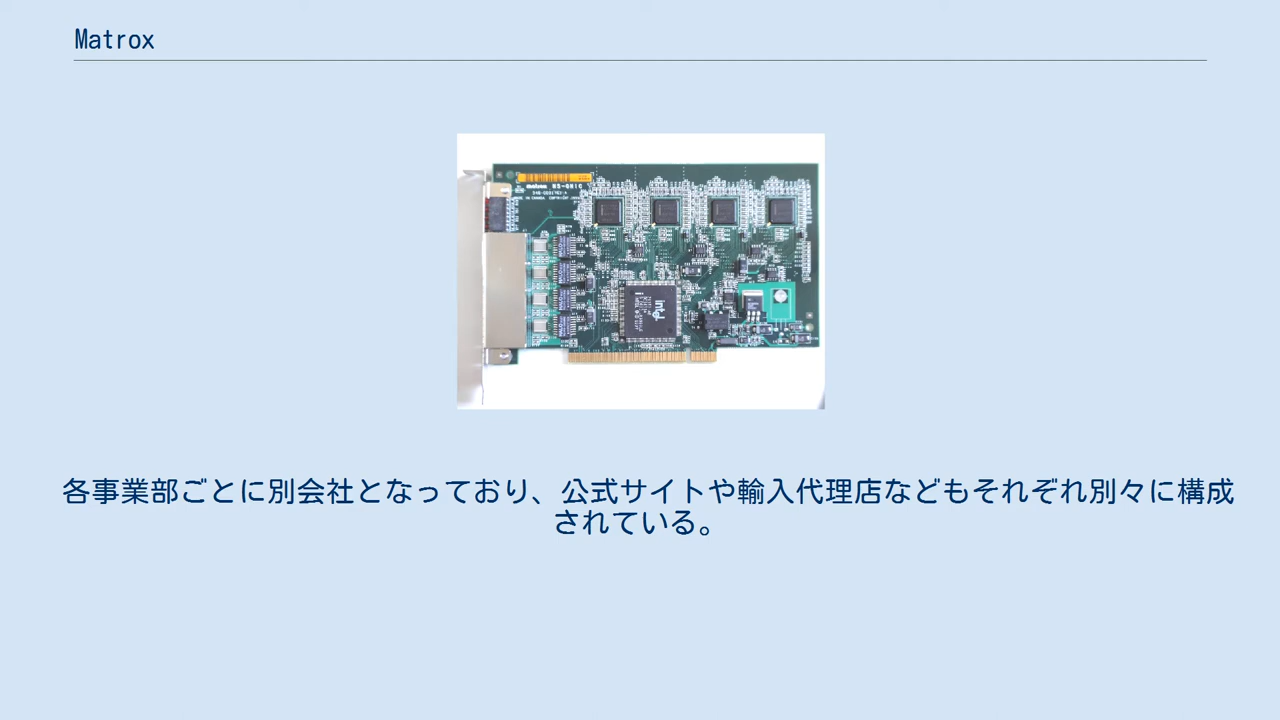 Matrox
intel
各事業部ごとに別会社となっており、公式サイトや輸入代理店などもそれぞれ別々に構成
されている。